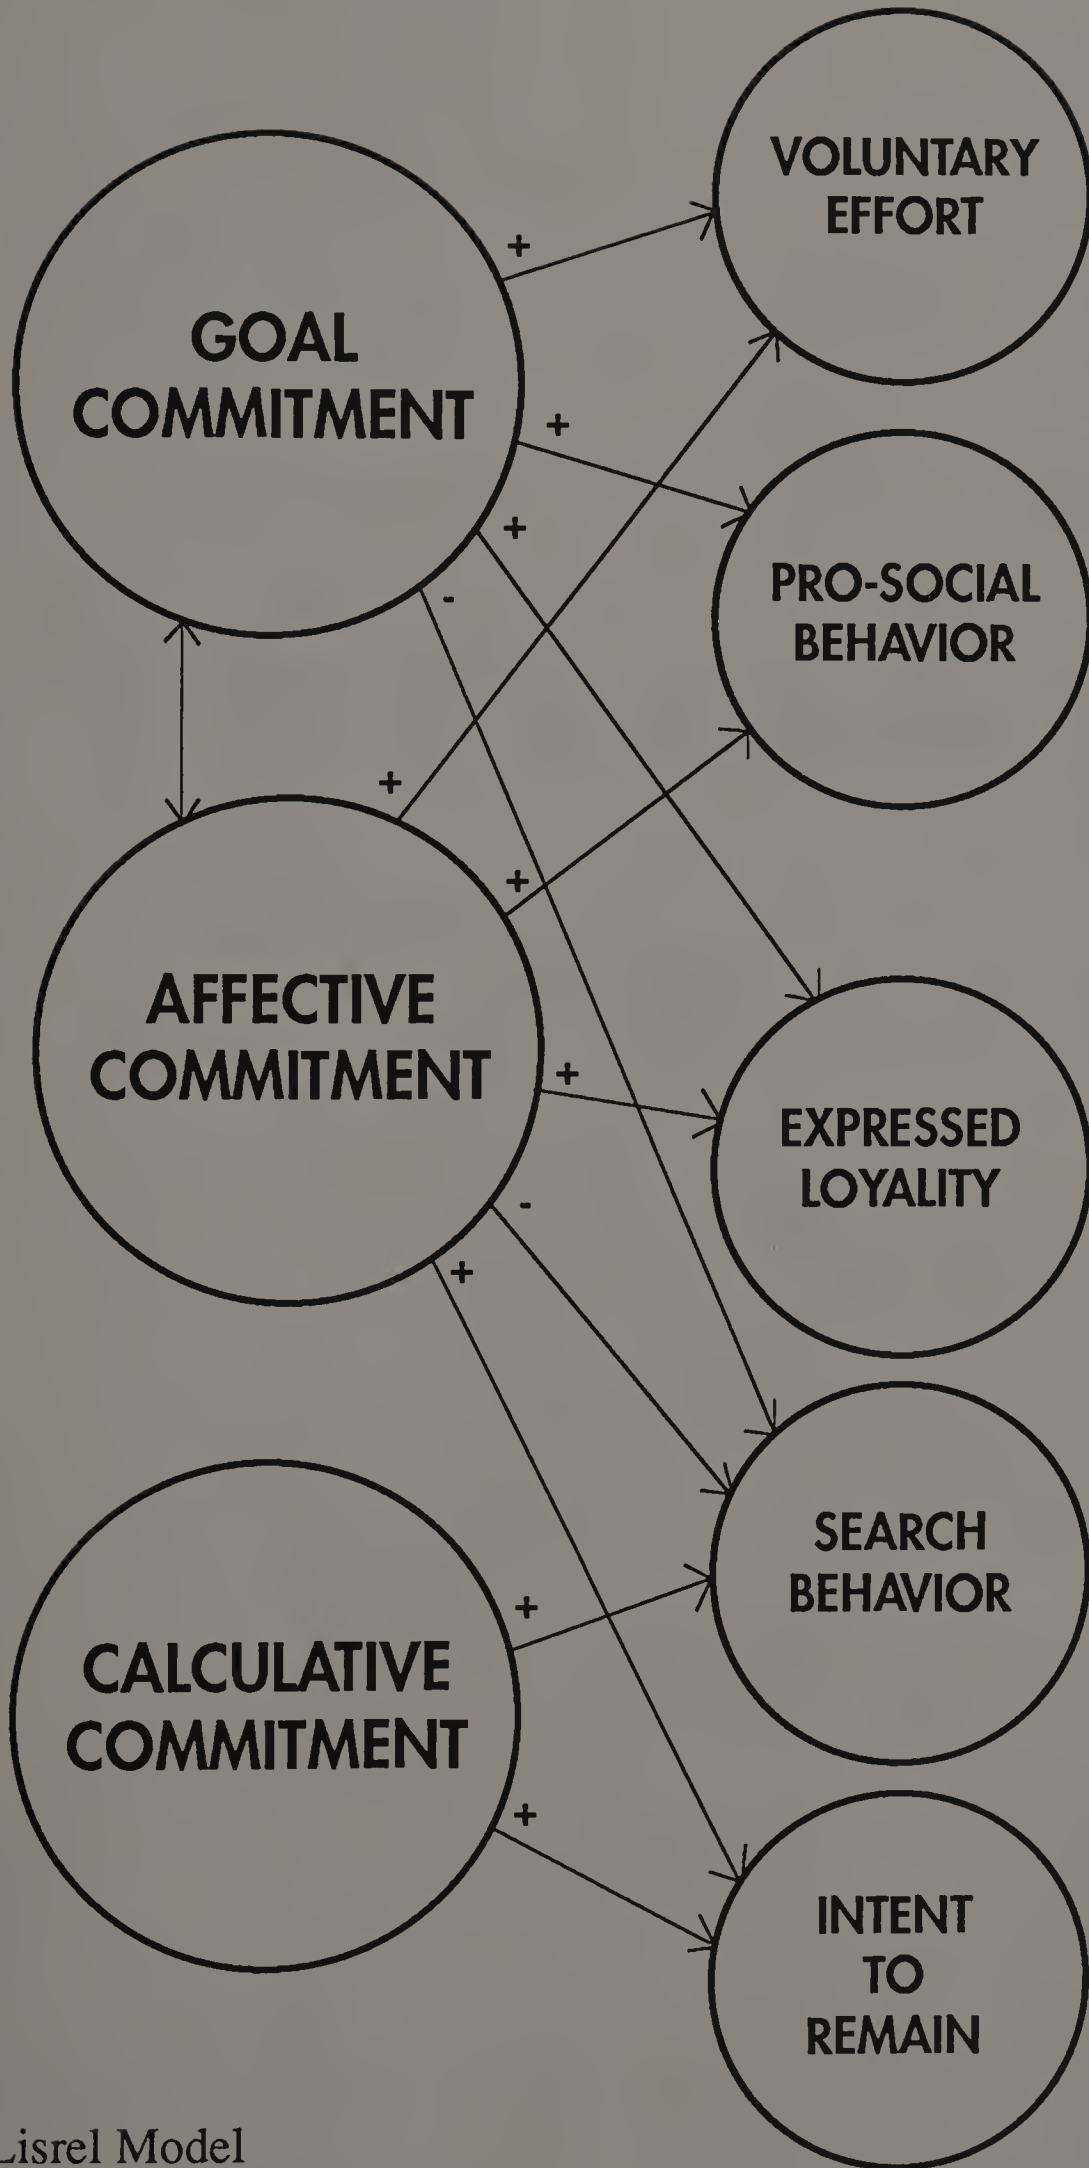 VOLUNTARY
EFFORT
+
GOAL
COMMITMENT
+
+
-
PRO-SOCIAL
BEHAVIOR
+
+
AFFECTIVE
COMMITMENT
+
EXPRESSED
LOYALITY
-
+
SEARCH
BEHAVIOR
+
CALCULATIVE
COMMITMENT
+
INTENT
TO
REMAIN
Lisrel Model